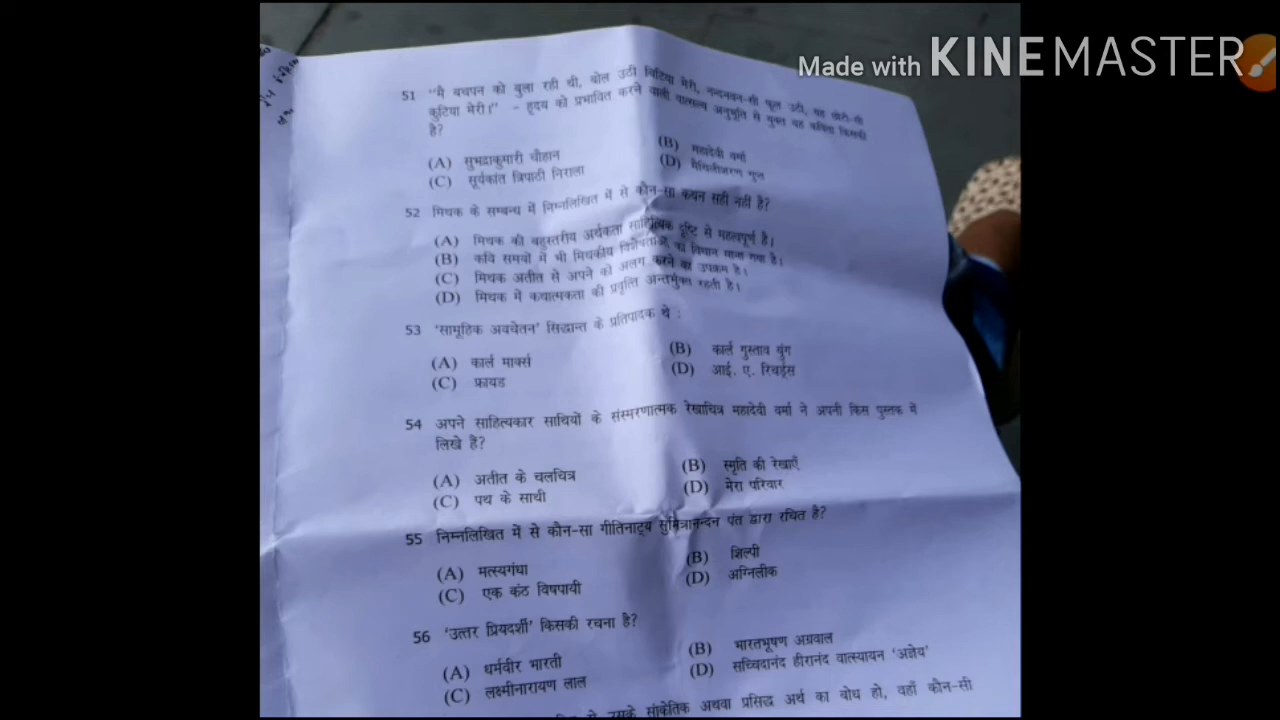 Made with KINEMASTER
51 "मै बचपन को बुला रही थी, बोल उठी बिटिया मेरी, नन्दनवन-सी फूल उठी, यह छोटी-सी
कुटिया मेरी।" - हृदय को प्रभावित करने वाली वात्सल्य अनुभूति से युक्त यह कविता किसकी
है?
(A) सुभद्राकुमारी चौहान (B) महादेवी वर्मा
(C) सूर्यकांत त्रिपाठी निराला (D) मैथिलीशरण गुप्त
52 मिथक के सम्बन्ध में निम्नलिखित में से कौन-सा कथन सही नहीं है?
(A) मिथक की बहुस्तरीय अर्थकता साहित्यिक दृष्टि से महत्वपूर्ण है।
(B) कवि समयों में भी मिथकीय विशेषताओं का विधान माना गया है।
(C) मिथक अतीत से अपने को अलग करने का उपक्रम है।
(D) मिथक में कथात्मकता की प्रवृत्ति अन्तर्भुक्त रहती है।
53 'सामूहिक अवचेतन' सिद्धान्त के प्रतिपादक थे :
(A) कार्ल मार्क्स (B) कार्ल गुस्ताव युंग
(C) फ्रायड (D) आई. ए. रिचर्ड्स
54 अपने साहित्यकार साथियों के संस्मरणात्मक रेखाचित्र महादेवी वर्मा ने अपनी किस पुस्तक में
लिखे हैं?
(A) अतीत के चलचित्र (B) स्मृति की रेखाएँ
(C) पथ के साथी (D) मेरा परिवार
55 निम्नलिखित में से कौन-सा गीतिनाट्य सुमित्रानन्दन पंत द्वारा रचित है?
(A) मत्स्यगंधा (B) शिल्पी
(C) एक कंठ विषपायी (D) अग्निलीक
56 'उत्तर प्रियदर्शी' किसकी रचना है?
(A) धर्मवीर भारती (B) भारतभूषण अग्रवाल
(C) लक्ष्मीनारायण लाल (D) सच्चिदानंद हीरानंद वात्स्यायन 'अज्ञेय'
से उसके सांकेतिक अथवा प्रसिद्ध अर्थ का बोध हो, वहाँ कौन-सी